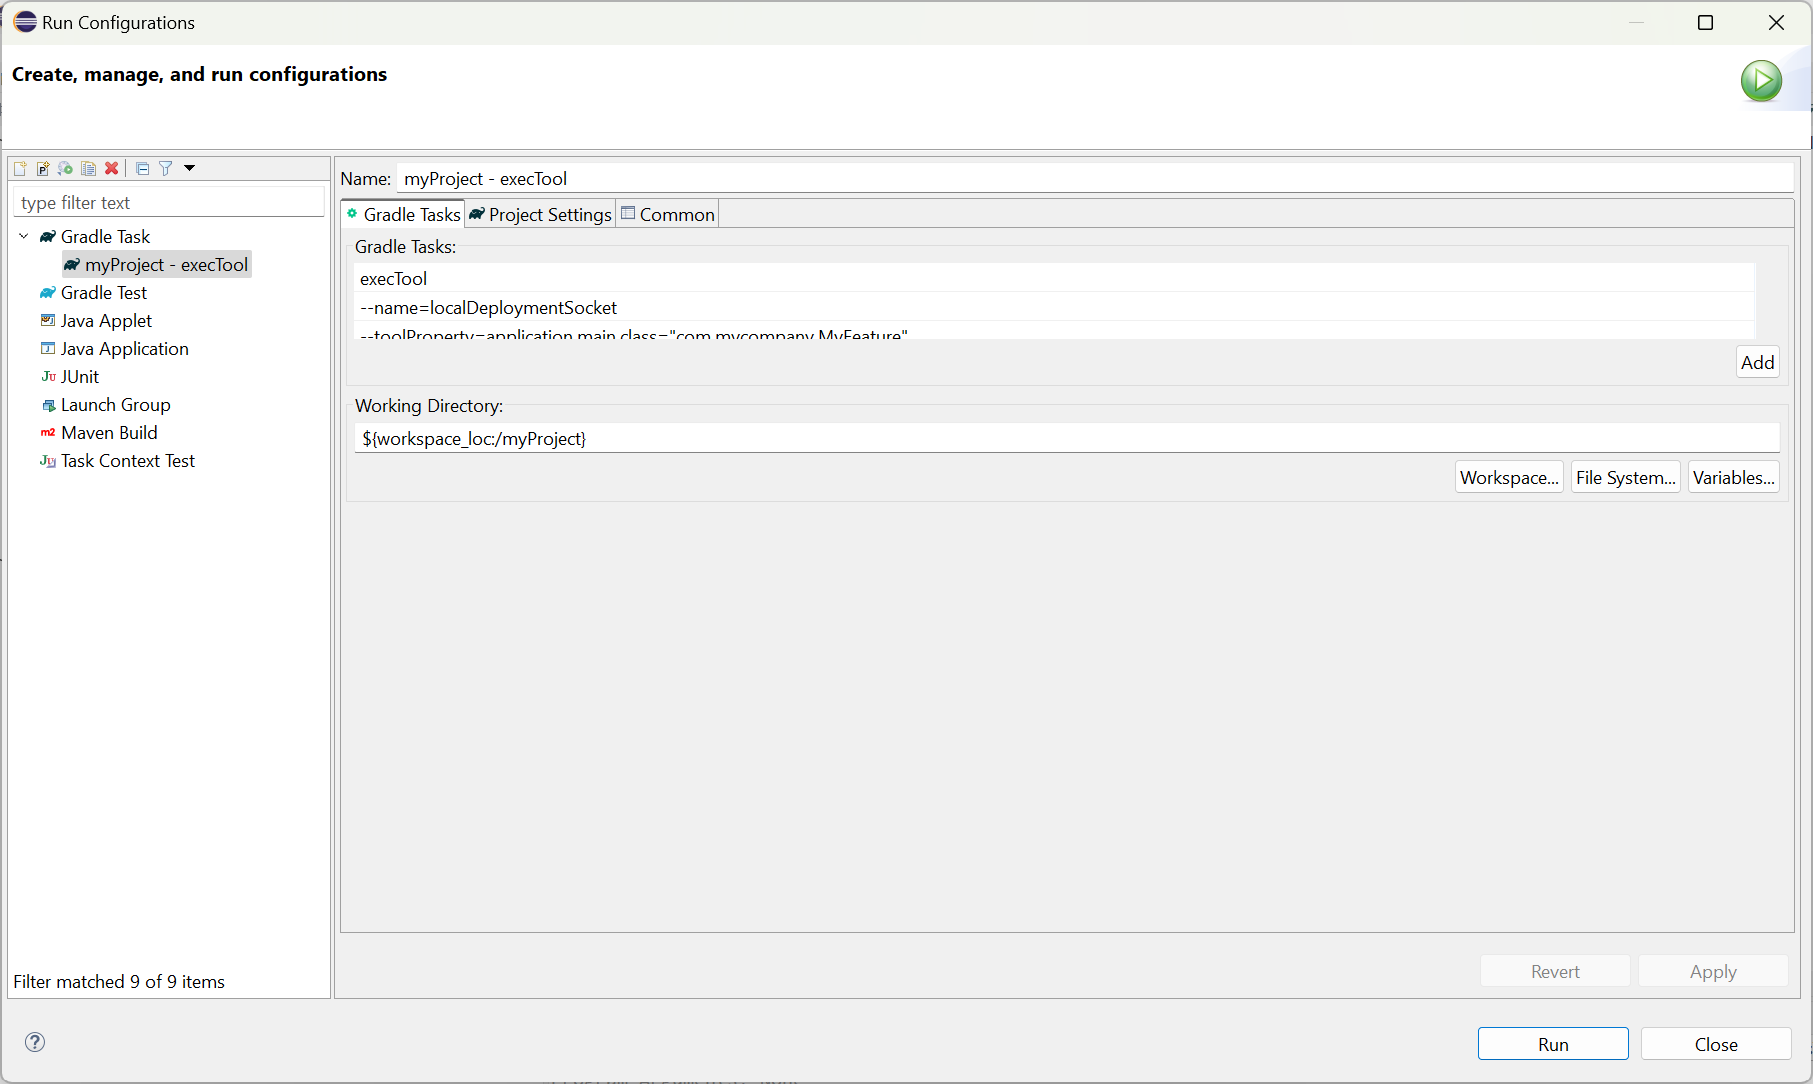 Run Configurations
Create, manage, and run configurations
type filter text
Gradle Task
myProject - execTool
Gradle Test
Java Applet
Java Application
JUnit
Launch Group
Maven Build
Task Context Test
Filter matched 9 of 9 items
Name: myProject - execTool
Gradle Tasks Project Settings Common
Gradle Tasks:
execTool
--name=localDeploymentSocket
--toolProperty=application.main.class="com.mycompany.MyFeature"
Add
Working Directory:
${workspace_loc:/myProject}
Workspace... File System... Variables...
Revert Apply
Run Close